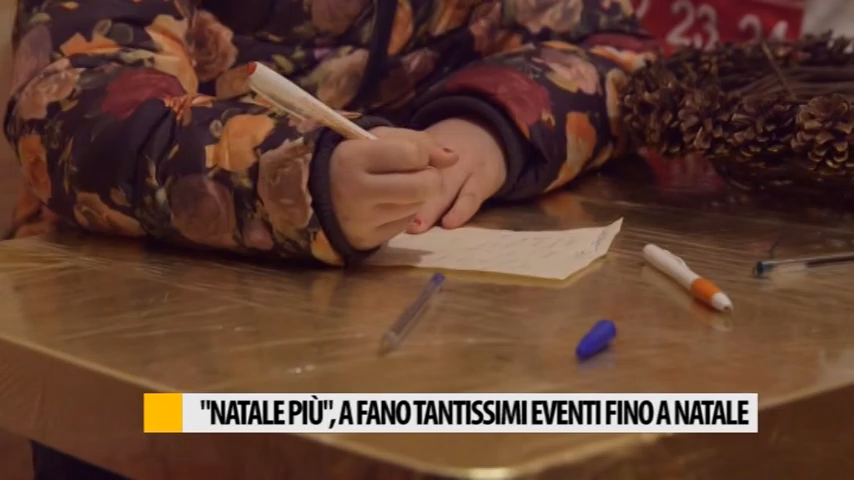 23 24
"NATALE PIÙ", A FANO TANTISSIMI EVENTI FINO A NATALE